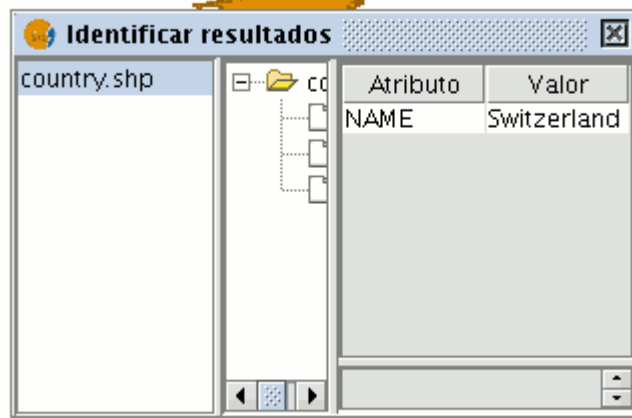 Identificar resultados
country.shp
Atributo Valor
NAME Switzerland